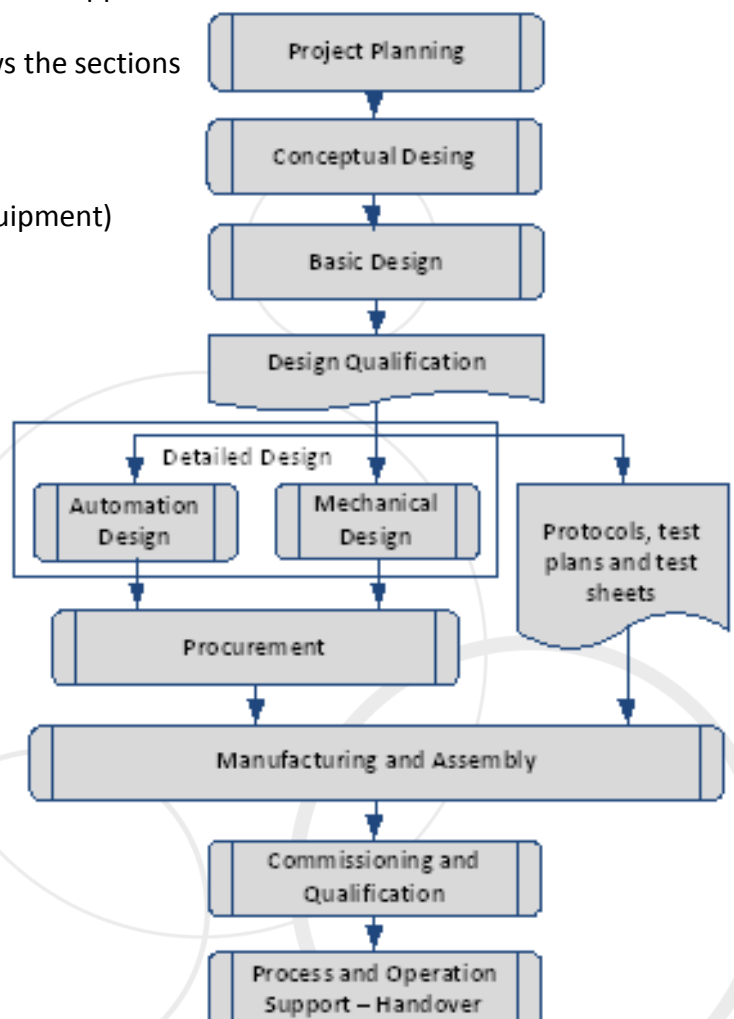 ys the sections
uipment)
Project Planning
Conceptual Desing
Basic Design
Design Qualification
Detailed Design
Automation
Design
Mechanical
Design
Protocols, test
plans and test
sheets
Procurement
Manufacturing and Assembly
Commissioning and
Qualification
Process and Operation
Support – Handover